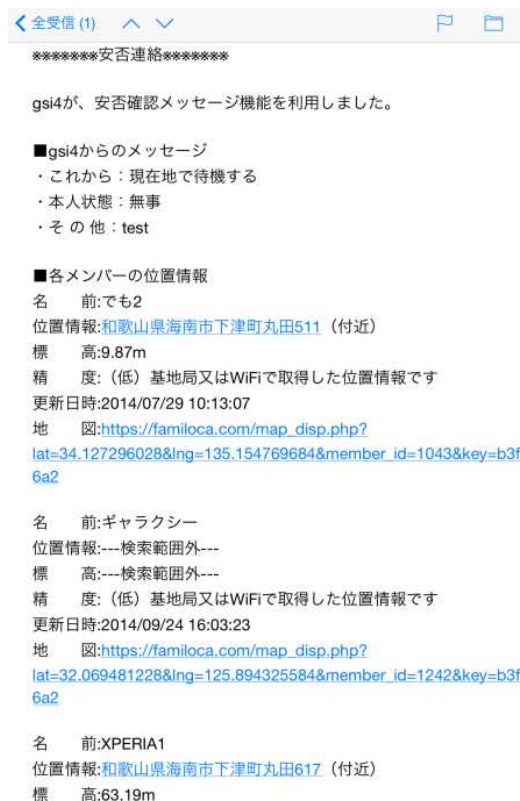 全受信 (1)
※※※※※※※安否連絡※※※※※※※
gsi4が、安否確認メッセージ機能を利用しました。
■gsi4からのメッセージ
・これから：現在地で待機する
・本人状態：無事
・そ の 他：test
■各メンバーの位置情報
名　　前:でも2
位置情報:和歌山県海南市下津町丸田511（付近）
標　　高:9.87m
精　　度:（低）基地局又はWiFiで取得した位置情報です
更新日時:2014/07/29 10:13:07
地　　図:https://familoca.com/map_disp.php?
lat=34.127296028&lng=135.154769684&member_id=1043&key=b3f
6a2
名　　前:ギャラクシー
位置情報:---検索範囲外---
標　　高:---検索範囲外---
精　　度:（低）基地局又はWiFiで取得した位置情報です
更新日時:2014/09/24 16:03:23
地　　図:https://familoca.com/map_disp.php?
lat=32.069481228&lng=125.894325584&member_id=1242&key=b3f
6a2
名　　前:XPERIA1
位置情報:和歌山県海南市下津町丸田617（付近）
標　　高:63.19m